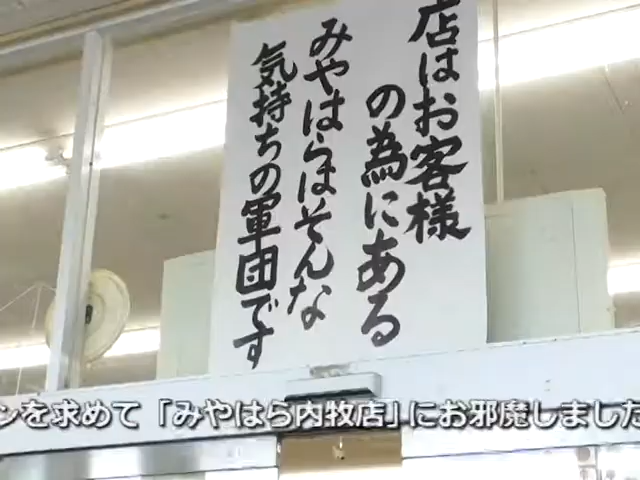 店はお客様
の為にある
みやはらはそんな
気持ちの軍団です
ンを求めて「みやはら内牧店」にお邪魔しました